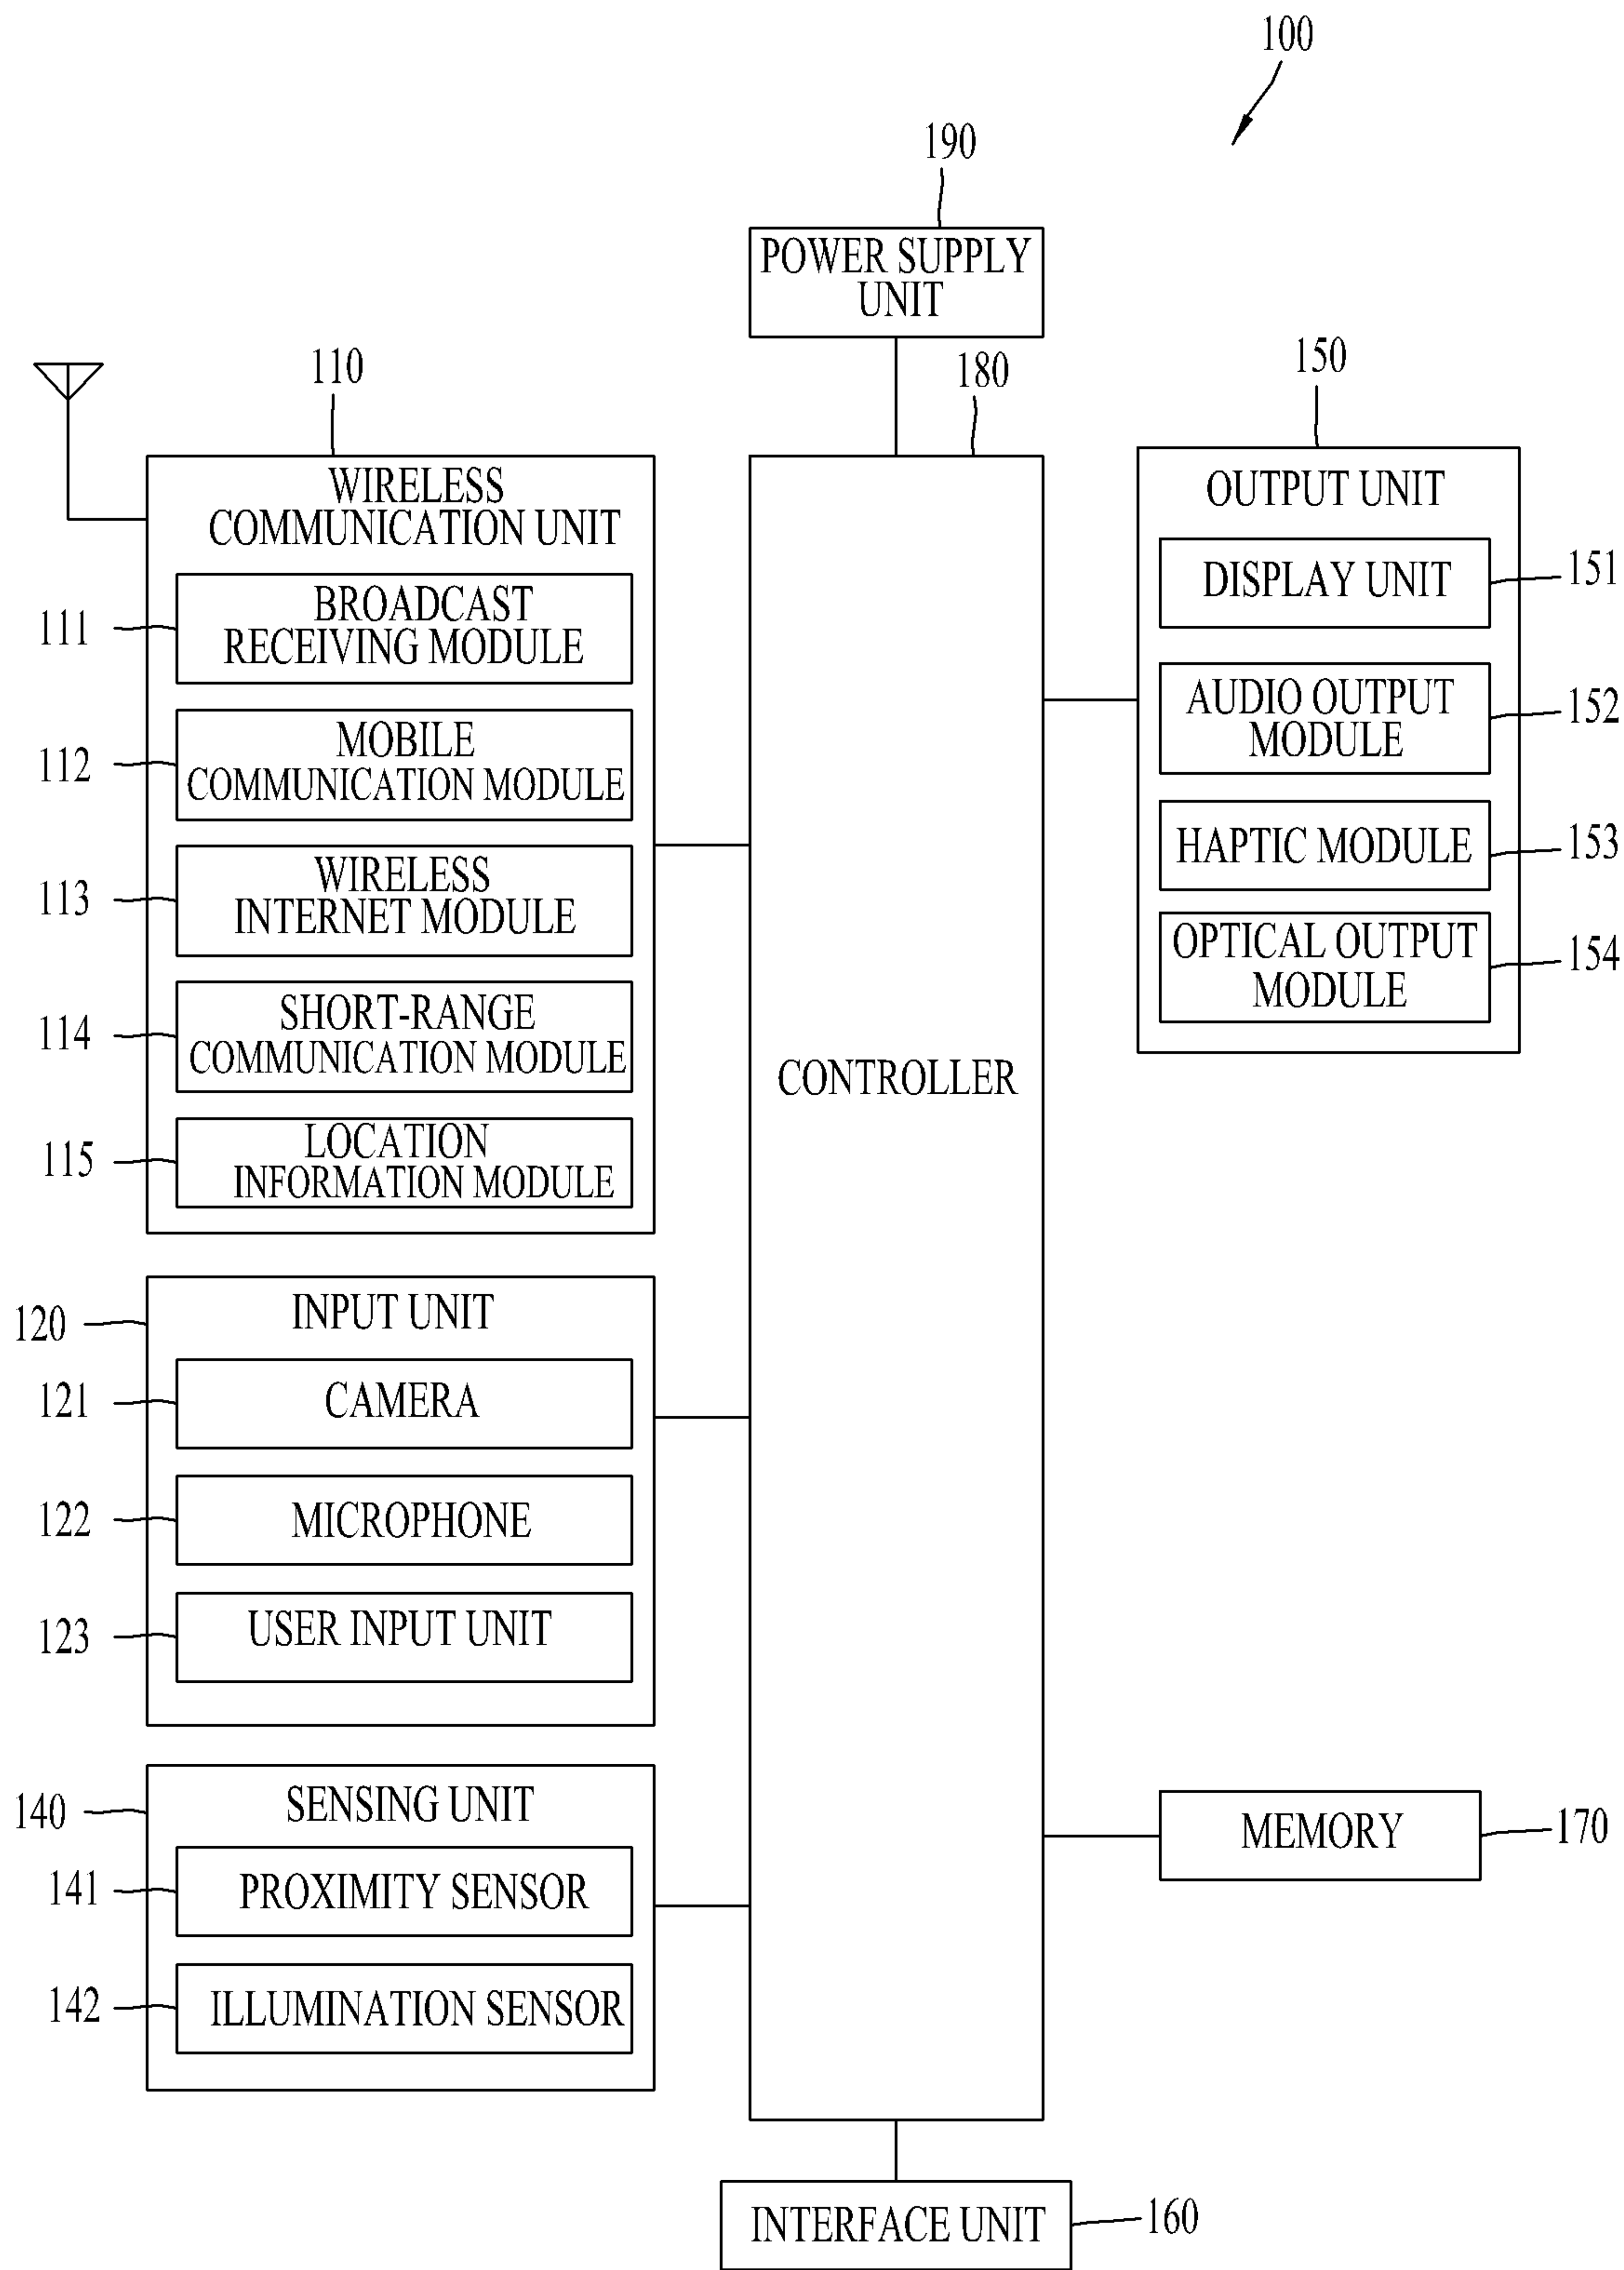 100
190
POWER SUPPLY
UNIT
110
180
150
WIRELESS
COMMUNICATION UNIT
111
BROADCAST
RECEIVING MODULE
112
MOBILE
COMMUNICATION MODULE
113
WIRELESS
INTERNET MODULE
114
SHORT-RANGE
COMMUNICATION MODULE
115
LOCATION
INFORMATION MODULE
120
INPUT UNIT
121
CAMERA
122
MICROPHONE
123
USER INPUT UNIT
140
SENSING UNIT
141
PROXIMITY SENSOR
142
ILLUMINATION SENSOR
CONTROLLER
OUTPUT UNIT
DISPLAY UNIT
151
AUDIO OUTPUT
MODULE
152
HAPTIC MODULE
153
OPTICAL OUTPUT
MODULE
154
MEMORY
170
INTERFACE UNIT
160